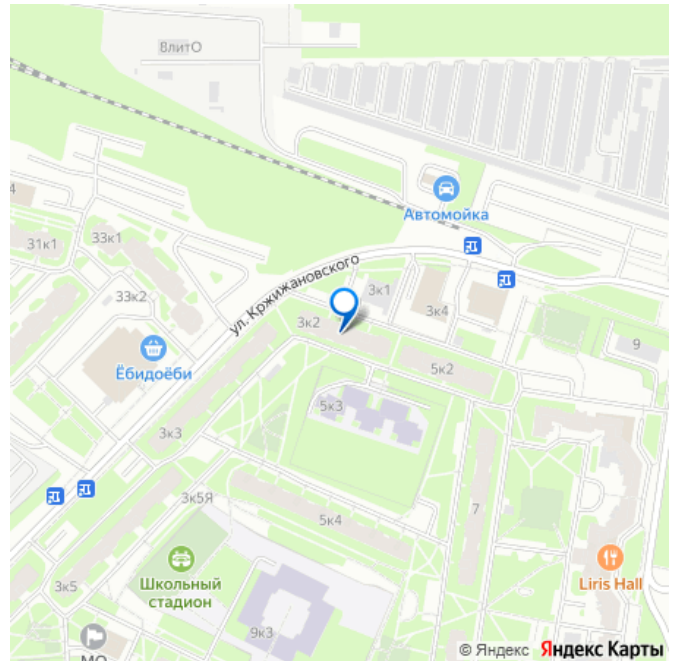 ВлитО
Автомойка
4
31к1
33к1
ул. Кржижановского
3к1
33к2
3к4
3к2
9
Ёбидоёби
5к2
5к3
3к3
3к5Я
7
5к4
Школьный
стадион
3к5
Liris Hall
9к3
МО
© Яндекс Яндекс Карты